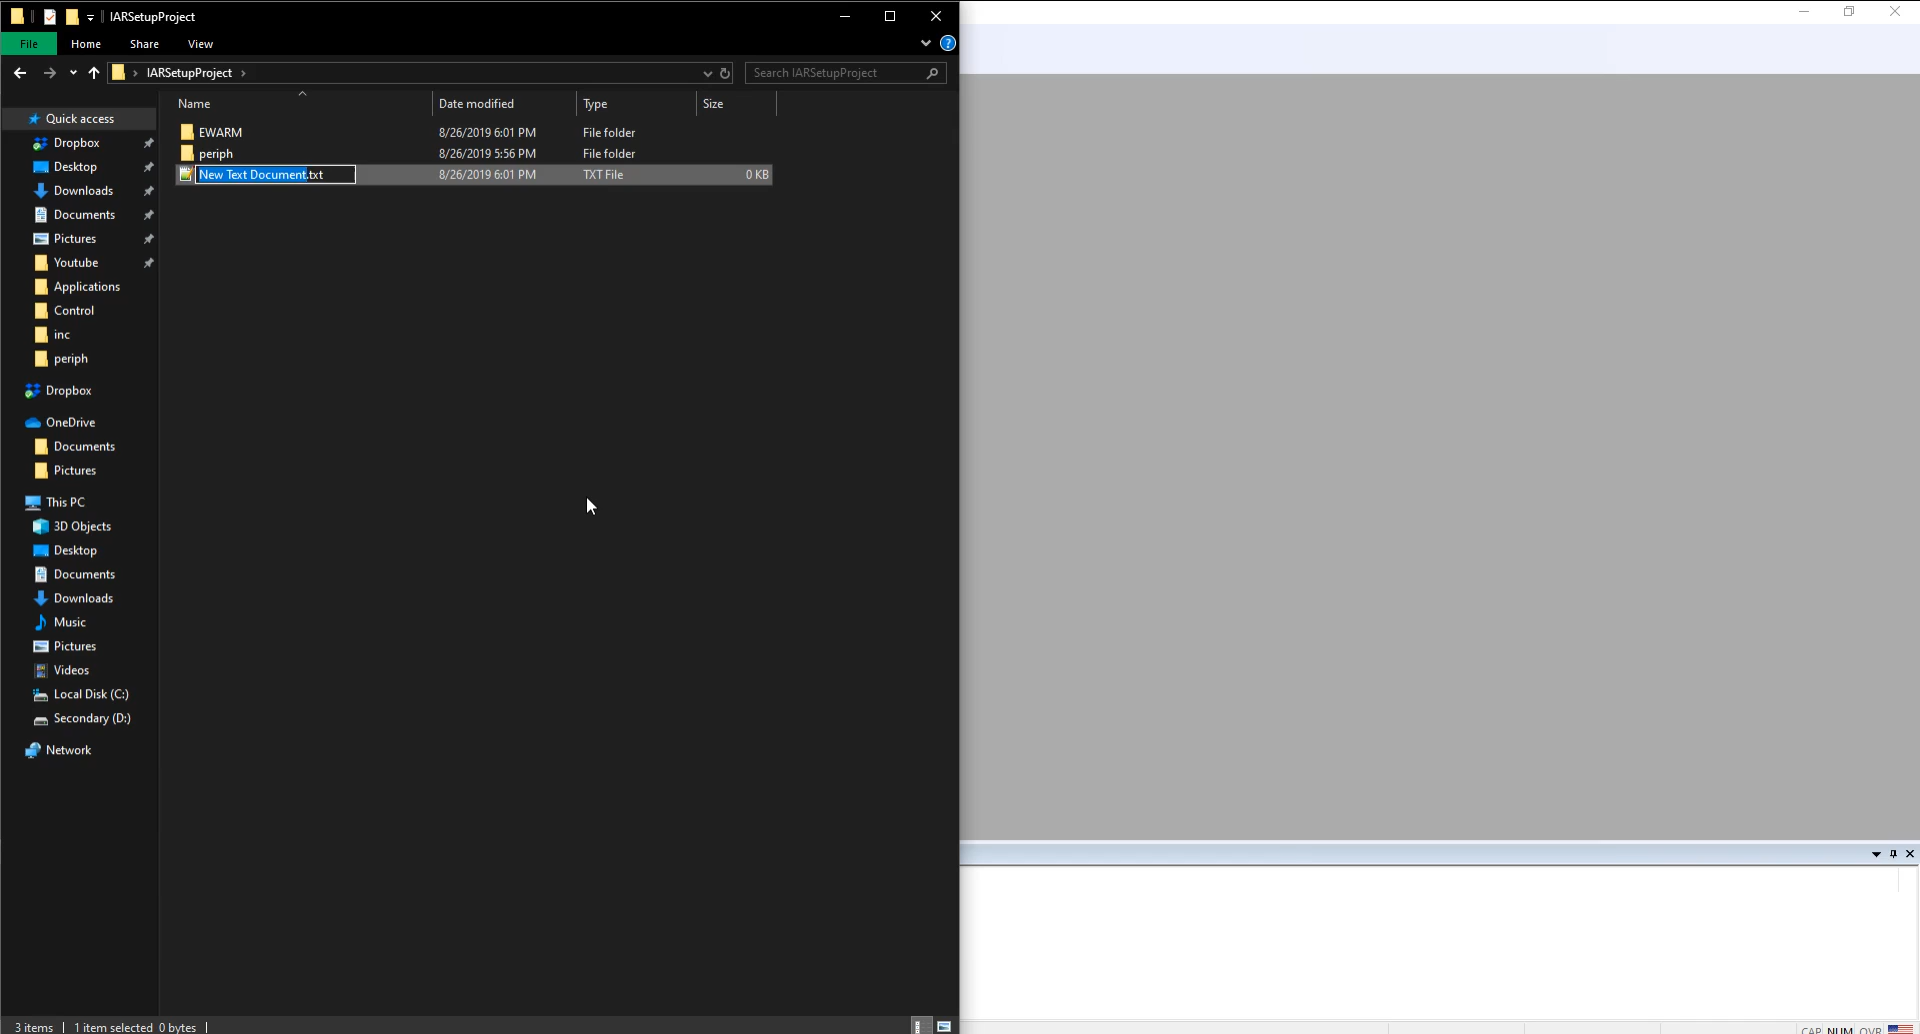 IARSetupProject
File Home Share View
IARSetupProject
Search IARSetupProject
Name Date modified Type Size
EWARM 8/26/2019 6:01 PM File folder
periph 8/26/2019 5:56 PM File folder
New Text Document.txt 8/26/2019 6:01 PM TXT File 0 KB
Quick access
Dropbox
Desktop
Downloads
Documents
Pictures
Youtube
Applications
Control
inc
periph
Dropbox
OneDrive
Documents
Pictures
This PC
3D Objects
Desktop
Documents
Downloads
Music
Pictures
Videos
Local Disk (C:)
Secondary (D:)
Network
3 items 1 item selected 0 bytes
CAP NUM OVR